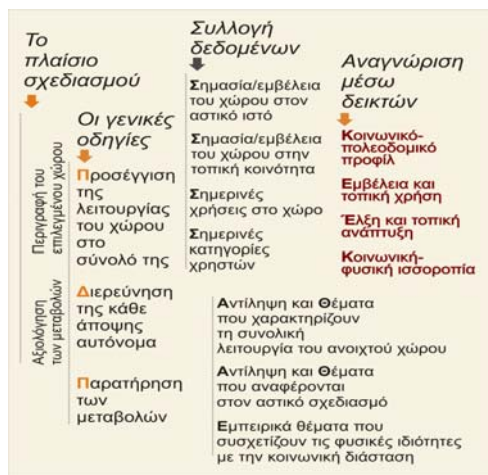 Το
πλαίσιο
σχεδιασμού
Περιγραφή του
επιλεγμένου χώρου
Αξιολόγηση
των μεταβολών
Οι γενικές
οδηγίες
Προσέγγιση
της
λειτουργίας
του χώρου
στο
σύνολό της
Διερεύνηση
της κάθε
άποψης
αυτόνομα
Παρατήρηση
των
μεταβολών
Συλλογή
δεδομένων
Σημασία/εμβέλεια
του χώρου στον
αστικό ιστό
Σημασία/εμβέλεια
του χώρου στην
τοπική κοινότητα
Σημερινές
χρήσεις στο χώρο
Σημερινές
κατηγορίες
χρηστών
Αναγνώριση
μέσω
δεικτών
Κοινωνικό-
πολεοδομικό
προφίλ
Εμβέλεια και
τοπική χρήση
Έλξη και τοπική
ανάπτυξη
Κοινωνική-
φυσική ισσοροπία
Αντίληψη και Θέματα
που χαρακτηρίζουν
τη συνολική
λειτουργία του ανοιχτού χώρου
Αντίληψη και Θέματα
που αναφέρονται
στον αστικό σχεδιασμό
Εμπειρικά θέματα που
συσχετίζουν τις φυσικές ιδιότητες
με την κοινωνική διάσταση